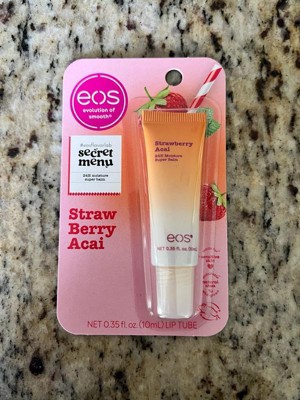 eos
evolution of
smooth®
#eosflavorlab
secret
menu
24H moisture
super balm
Straw
Berry
Acai
Strawberry
Acai
24H Moisture
Super Balm
eos®
NET 0.35 fl. oz. (10mL) LIP TUBE